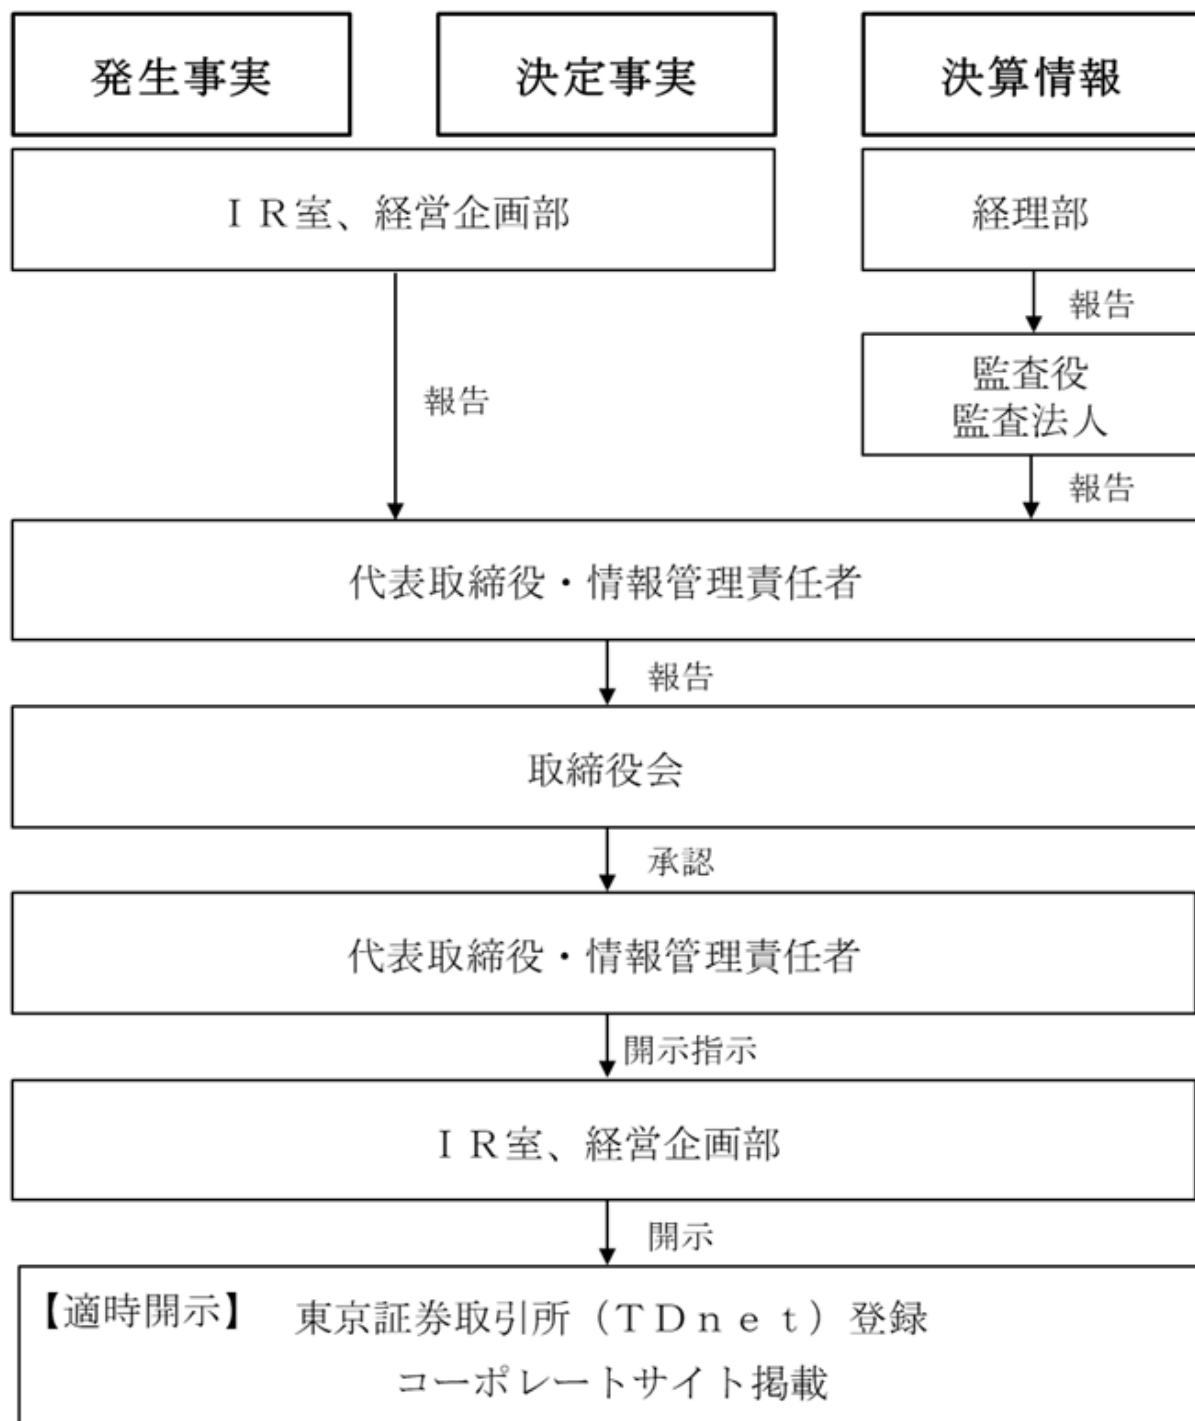 発生事実
決定事実
決算情報
ＩＲ室、経営企画部
経理部
報告
監査役
監査法人
報告
報告
代表取締役・情報管理責任者
報告
取締役会
承認
代表取締役・情報管理責任者
開示指示
ＩＲ室、経営企画部
開示
【適時開示】 東京証券取引所（ＴＤｎｅｔ）登録
コーポレートサイト掲載